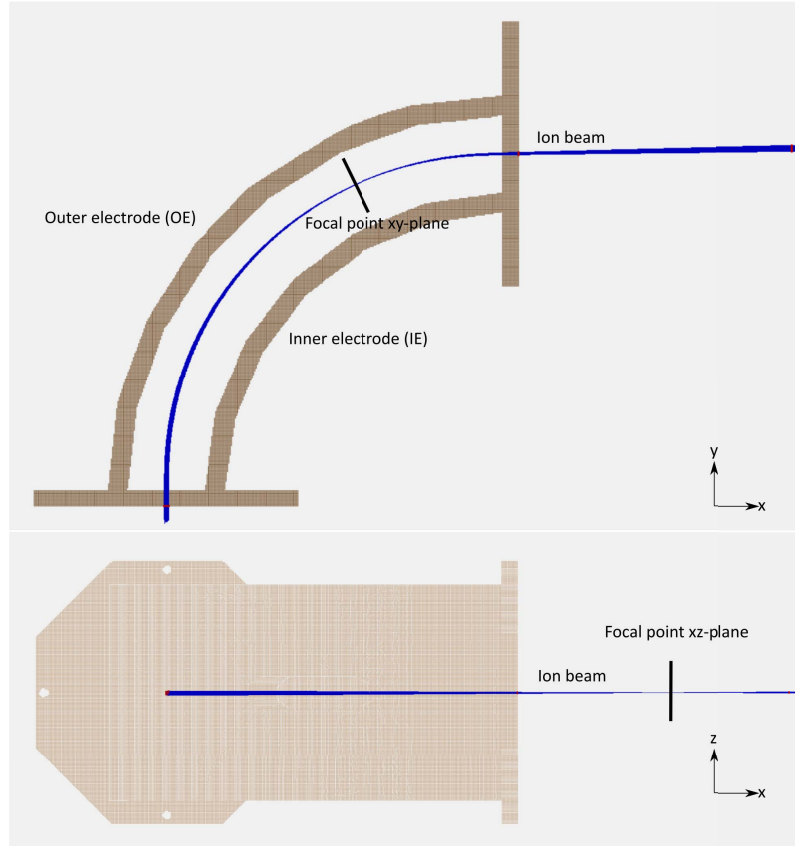 Ion beam
Outer electrode (OE)
Focal point xy-plane
Inner electrode (IE)
y
x
Focal point xz-plane
Ion beam
z
x